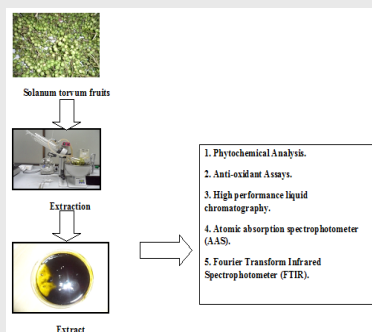 Solanum torvum fruits
Extraction
Extract
1. Phytochemical Analysis.
2. Anti-oxidant Assays.
3. High performance liquid
chromatography.
4. Atomic absorption spectrophotometer
(AAS).
5. Fourier Transform Infrared
Spectrophotometer (FTIR).